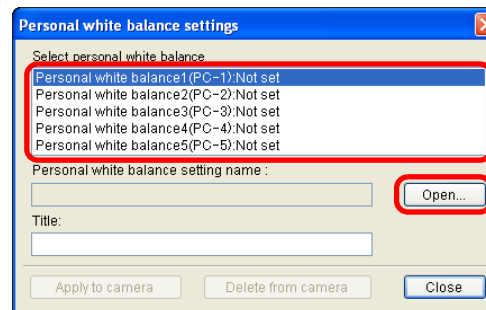 Personal white balance settings
Select personal white balance
Personal white balance1(PC-1):Not set
Personal white balance2(PC-2):Not set
Personal white balance3(PC-3):Not set
Personal white balance4(PC-4):Not set
Personal white balance5(PC-5):Not set
Personal white balance setting name :
Open...
Title:
Apply to camera Delete from camera Close